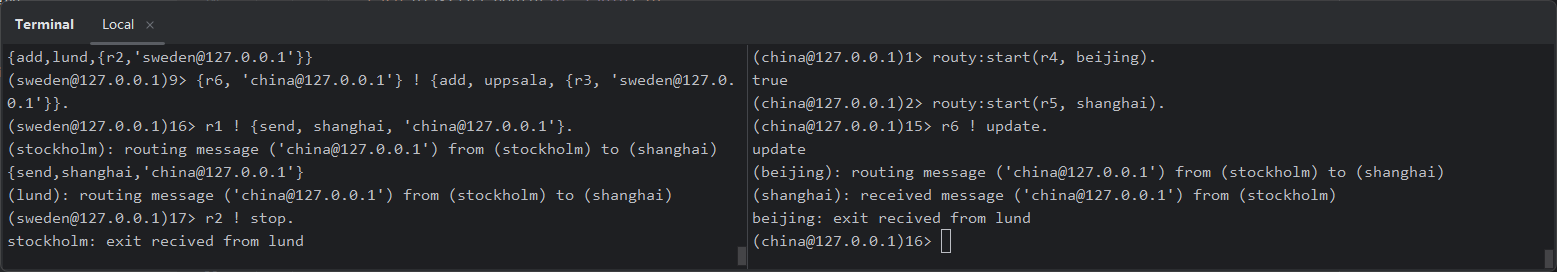 Terminal Local ×
{add,lund,{r2,'sweden@127.0.0.1'}}
(sweden@127.0.0.1)9> {r6, 'china@127.0.0.1'} ! {add, uppsala, {r3, 'sweden@127.0.
0.1'}}.
(sweden@127.0.0.1)16> r1 ! {send, shanghai, 'china@127.0.0.1'}.
(stockholm): routing message ('china@127.0.0.1') from (stockholm) to (shanghai)
{send,shanghai,'china@127.0.0.1'}
(lund): routing message ('china@127.0.0.1') from (stockholm) to (shanghai)
(sweden@127.0.0.1)17> r2 ! stop.
stockholm: exit recived from lund
(china@127.0.0.1)1> routy:start(r4, beijing).
true
(china@127.0.0.1)2> routy:start(r5, shanghai).
(china@127.0.0.1)15> r6 ! update.
update
(beijing): routing message ('china@127.0.0.1') from (stockholm) to (shanghai)
(shanghai): received message ('china@127.0.0.1') from (stockholm)
beijing: exit recived from lund
(china@127.0.0.1)16>